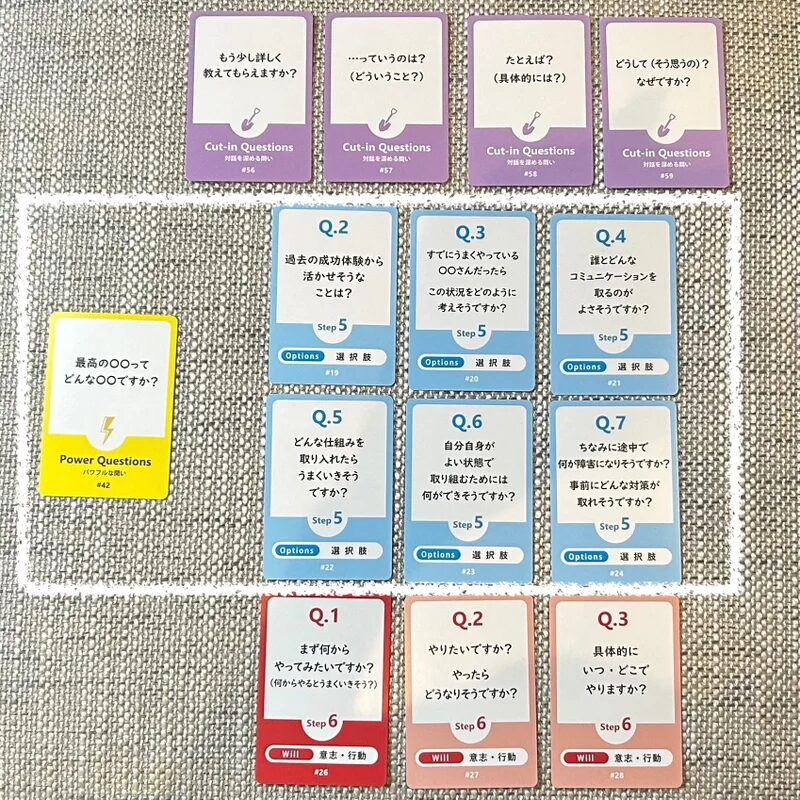 もう少し詳しく
教えてもらえますか？
Cut-in Questions
対話を深める問い
#56
…っていうのは？
（どういうこと？）
Cut-in Questions
対話を深める問い
#57
たとえば？
（具体的には？）
Cut-in Questions
対話を深める問い
#58
どうして（そう思うの）？
なぜですか？
Cut-in Questions
対話を深める問い
#59
最高の〇〇って
どんな〇〇ですか？
Power Questions
パワフルな問い
#42
Q.2
過去の成功体験から
活かせそうな
ことは？
Step 5
Options 選択肢
#19
Q.3
すでにうまくやっている
〇〇さんだったら
この状況をどのように
考えそうですか？
Step 5
Options 選択肢
#20
Q.4
誰とどんな
コミュニケーションを
取るのが
よさそうですか？
Step 5
Options 選択肢
#21
Q.5
どんな仕組みを
取り入れたら
うまくいきそう
ですか？
Step 5
Options 選択肢
#22
Q.6
自分自身が
よい状態で
取り組むためには
何ができそうですか？
Step 5
Options 選択肢
#23
Q.7
ちなみに途中で
何が障害になりそうですか？
事前にどんな対策が
取れそうですか？
Step 5
Options 選択肢
#24
Q.1
まず何から
やってみたいですか？
（何からやるとうまくいきそう？）
Step 6
Will 意志・行動
#26
Q.2
やりたいですか？
やったら
どうなりそうですか？
Step 6
Will 意志・行動
#27
Q.3
具体的に
いつ・どこで
やりますか？
Step 6
Will 意志・行動
#28